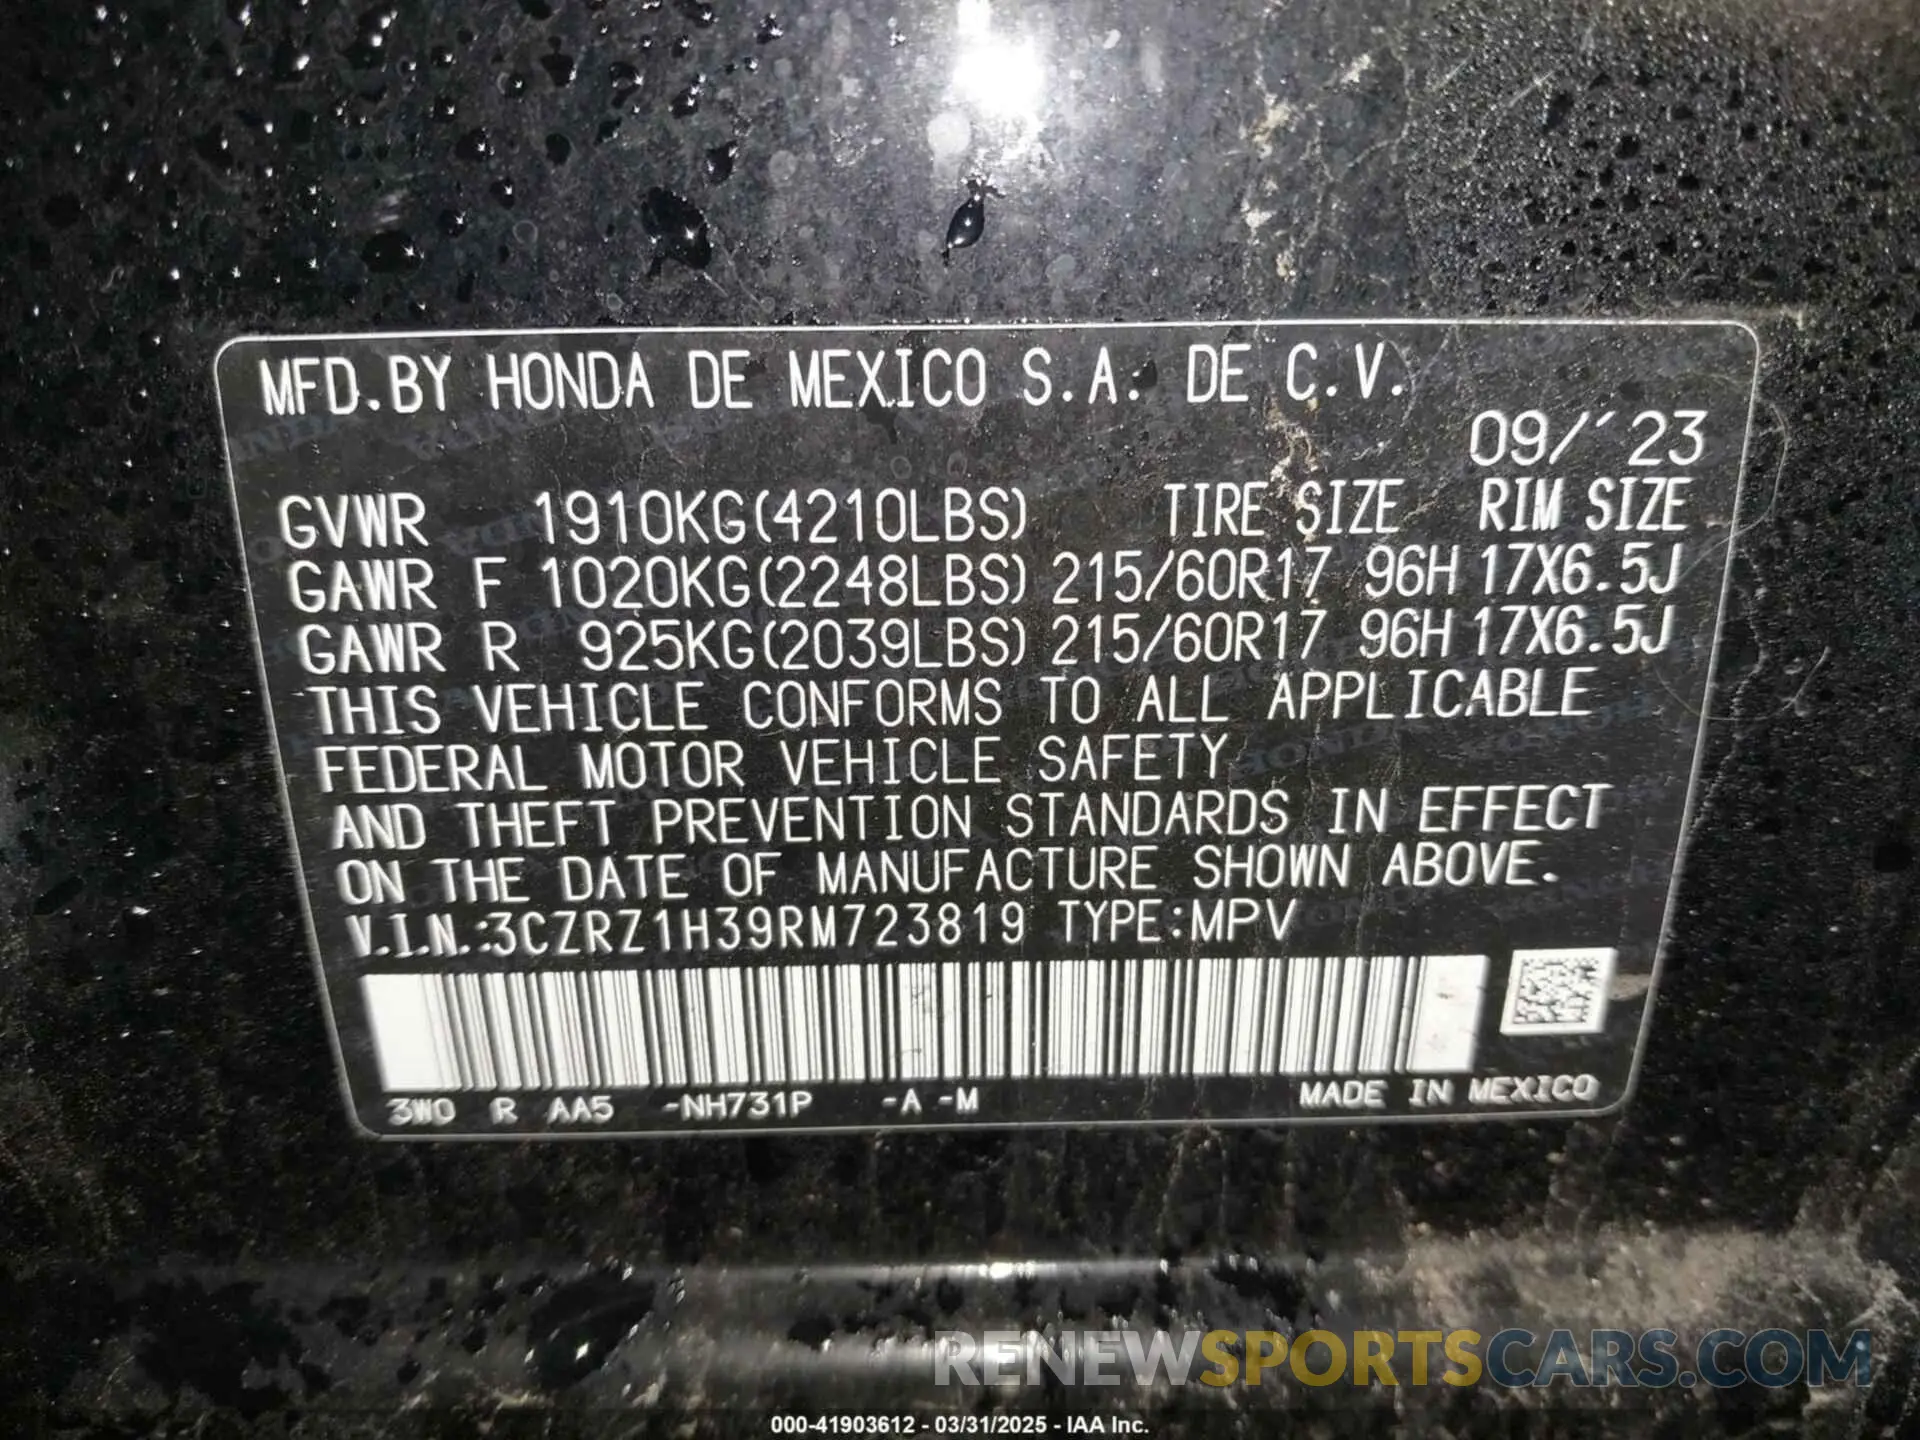 MFD.BY HONDA DE MEXICO S.A. DE C.V.
09/´23
GVWR 1910KG(4210LBS) TIRE SIZE RIM SIZE
GAWR F 1020KG(2248LBS) 215/60R17 96H 17X6.5J
GAWR R 925KG(2039LBS) 215/60R17 96H 17X6.5J
THIS VEHICLE CONFORMS TO ALL APPLICABLE
FEDERAL MOTOR VEHICLE SAFETY
AND THEFT PREVENTION STANDARDS IN EFFECT
ON THE DATE OF MANUFACTURE SHOWN ABOVE.
V.I.N.:3CZRZ1H39RM723819 TYPE:MPV
3W0 R AA5 -NH731P -A -M MADE IN MEXICO
RENEWSPORTSCARS.COM
000-41903612 - 03/31/2025 - IAA Inc.